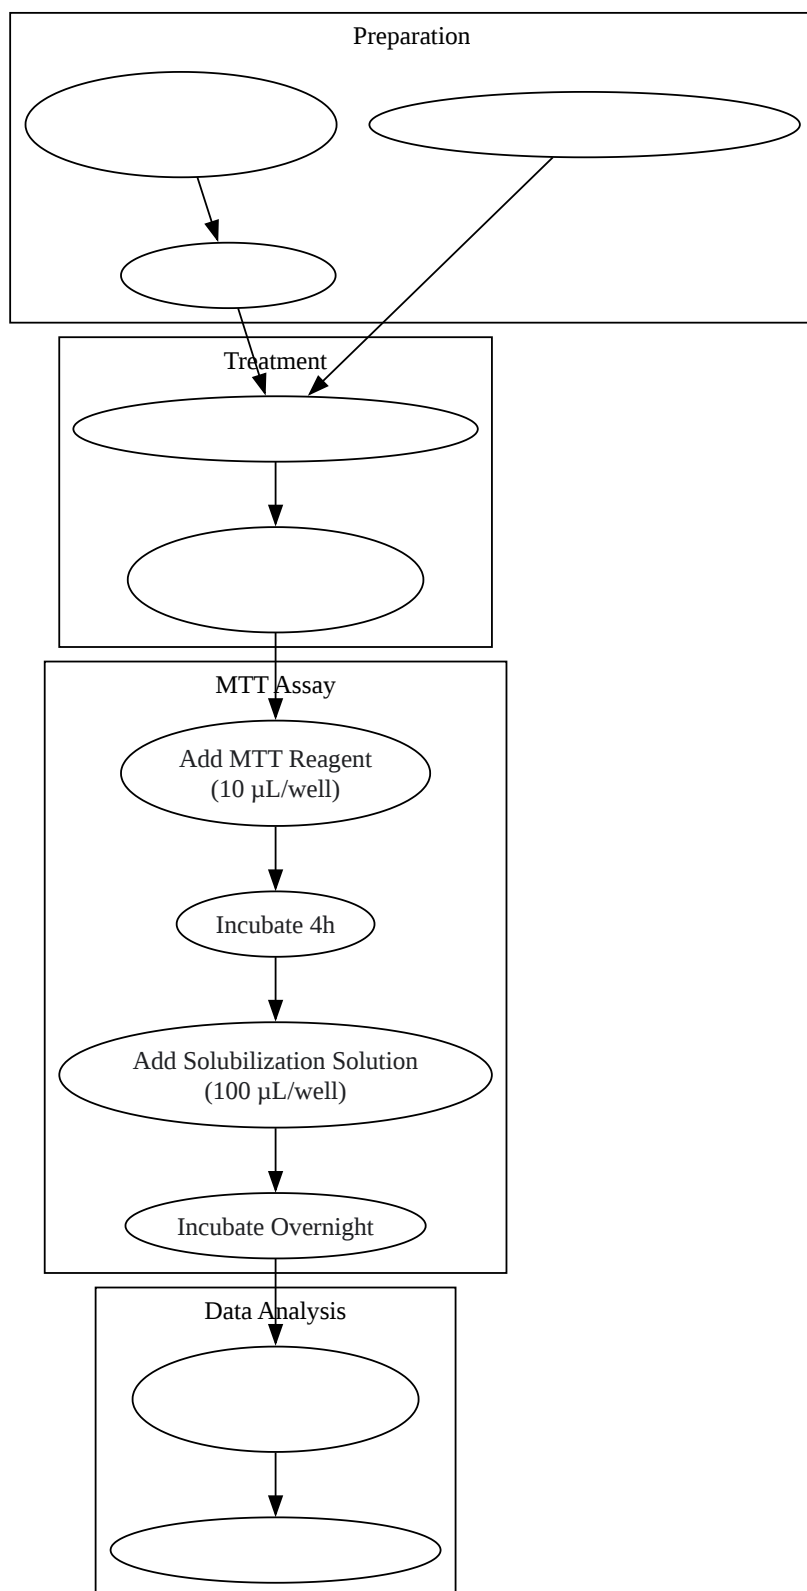 Preparation
Treatment
MTT Assay
Add MTT Reagent
(10 µL/well)
Incubate 4h
Add Solubilization Solution
(100 µL/well)
Incubate Overnight
Data Analysis